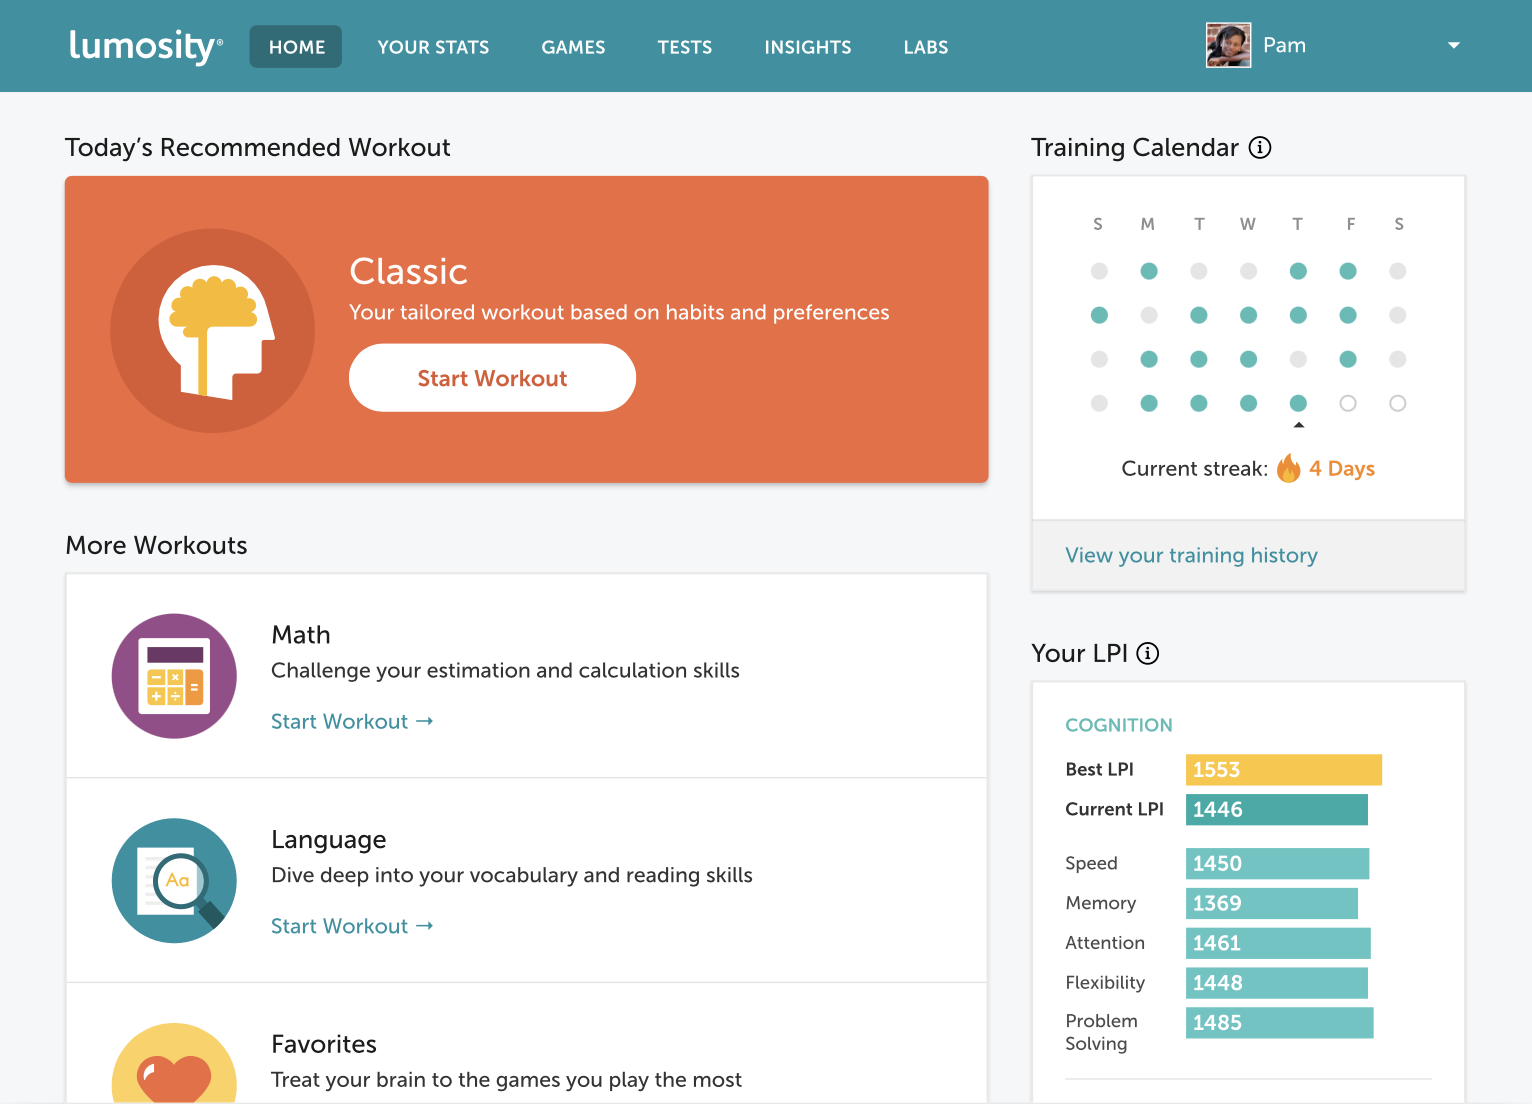 lumosity®
HOME
YOUR STATS
GAMES
TESTS
INSIGHTS
LABS
Pam
Today’s Recommended Workout
Classic
Your tailored workout based on habits and preferences
Start Workout
More Workouts
Math
Challenge your estimation and calculation skills
Start Workout →
Aa
Language
Dive deep into your vocabulary and reading skills
Start Workout →
Favorites
Treat your brain to the games you play the most
Training Calendar
S M T W T F S
Current streak: 4 Days
View your training history
Your LPI
COGNITION
Best LPI 1553
Current LPI 1446
Speed 1450
Memory 1369
Attention 1461
Flexibility 1448
Problem 1485
Solving